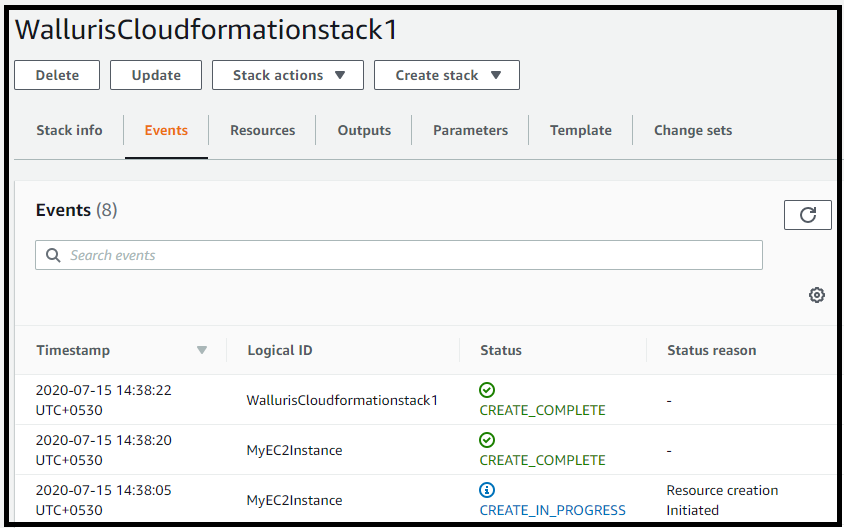 WallurisCloudformationstack1
Delete Update Stack actions Create stack
Stack info Events Resources Outputs Parameters Template Change sets
Events (8)
Search events
Timestamp Logical ID Status Status reason
2020-07-15 14:38:22
UTC+0530
WallurisCloudformationstack1
CREATE_COMPLETE
-
2020-07-15 14:38:20
UTC+0530
MyEC2Instance
CREATE_COMPLETE
-
2020-07-15 14:38:05
UTC+0530
MyEC2Instance
CREATE_IN_PROGRESS
Resource creation
Initiated